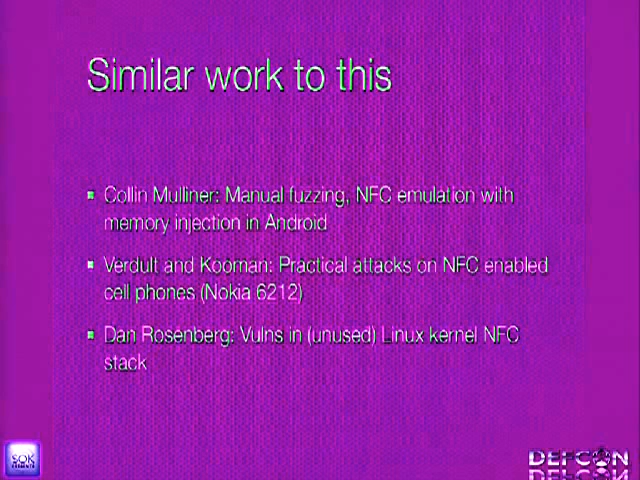 Similar work to this
Collin Mulliner: Manual fuzzing, NFC emulation with
memory injection in Android
Verdult and Kooman: Practical attacks on NFC enabled
cell phones (Nokia 6212)
Dan Rosenberg: Vulns in (unused) Linux kernel NFC
stack
SOK
DEFCON